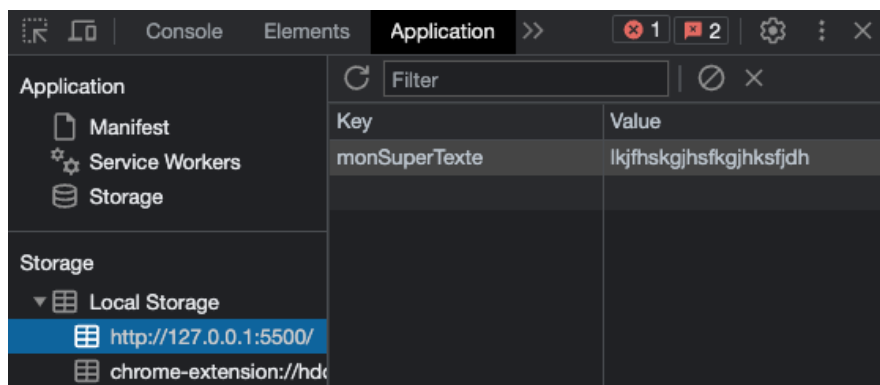 Console Elements Application >> 1 2
Application
Manifest
Service Workers
Storage
Storage
Local Storage
http://127.0.0.1:5500/
chrome-extension://hdc
Filter
Key Value
monSuperTexte lkjfhskgjhsfkgjhksfjdh